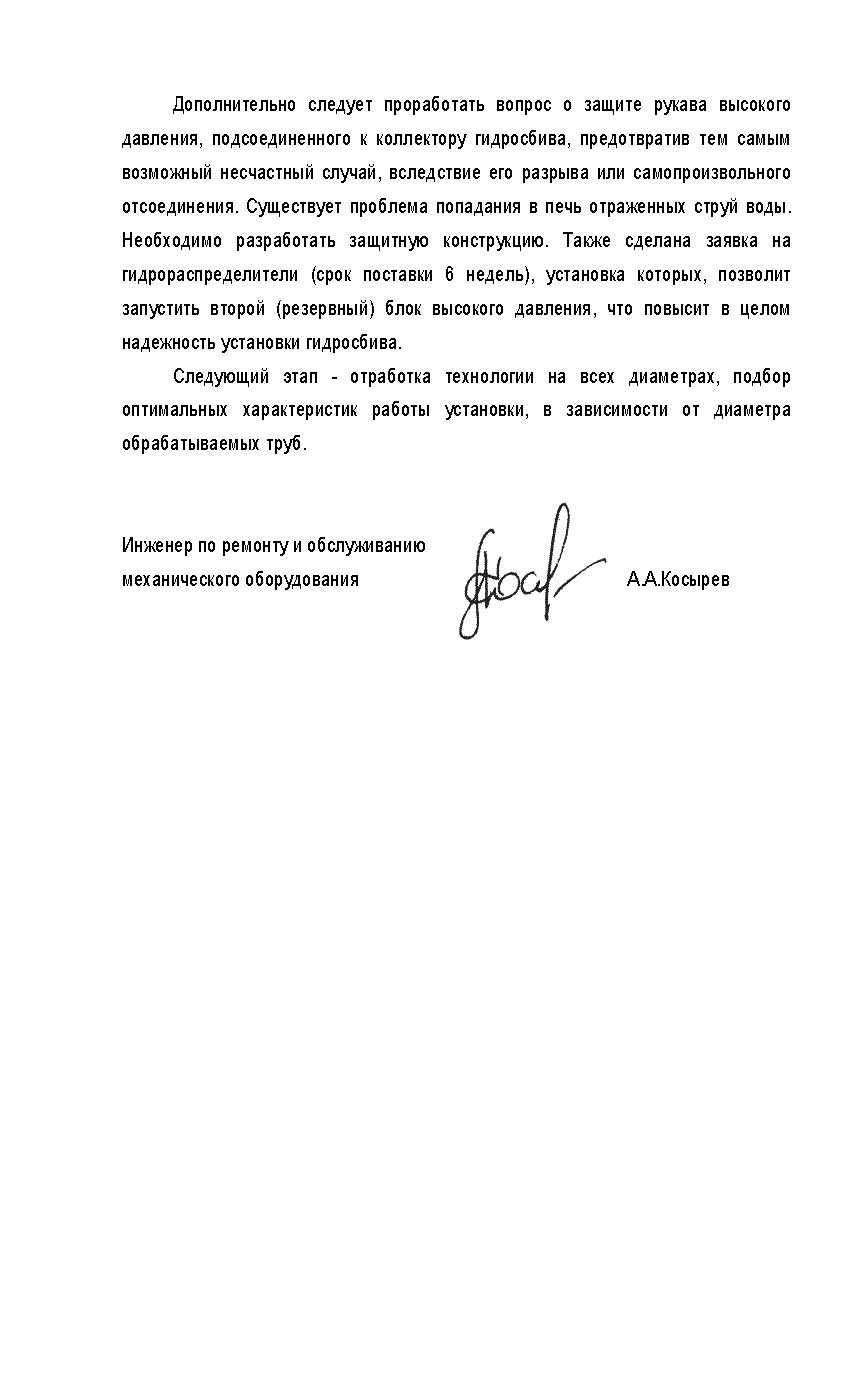 Дополнительно следует проработать вопрос о защите рукава высокого
давления, подсоединенного к коллектору гидросбива, предотвратив тем самым
возможный несчастный случай, вследствие его разрыва или самопроизвольного
отсоединения. Существует проблема попадания в печь отраженных струй воды.
Необходимо разработать защитную конструкцию. Также сделана заявка на
гидрораспределители (срок поставки 6 недель), установка которых, позволит
запустить второй (резервный) блок высокого давления, что повысит в целом
надежность установки гидросбива.
Следующий этап - отработка технологии на всех диаметрах, подбор
оптимальных характеристик работы установки, в зависимости от диаметра
обрабатываемых труб.
Инженер по ремонту и обслуживанию
механического оборудования А.А.Косырев